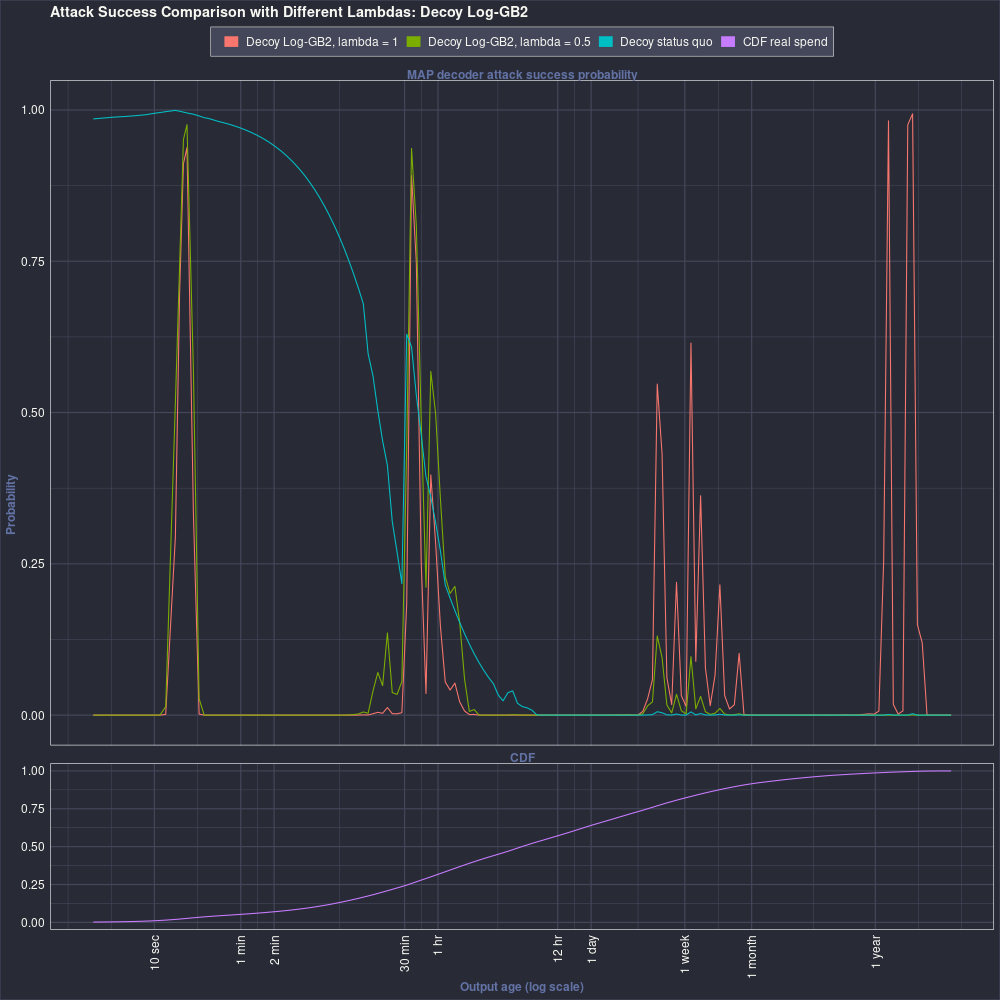 Attack Success Comparison with Different Lambdas: Decoy Log-GB2
Decoy Log-GB2, lambda = 1 Decoy Log-GB2, lambda = 0.5 Decoy status quo CDF real spend
MAP decoder attack success probability
1.00
0.75
0.50
0.25
0.00
Probability
CDF
1.00
0.75
0.50
0.25
0.00
10 sec
1 min
2 min
30 min
1 hr
12 hr
1 day
1 week
1 month
1 year
Output age (log scale)